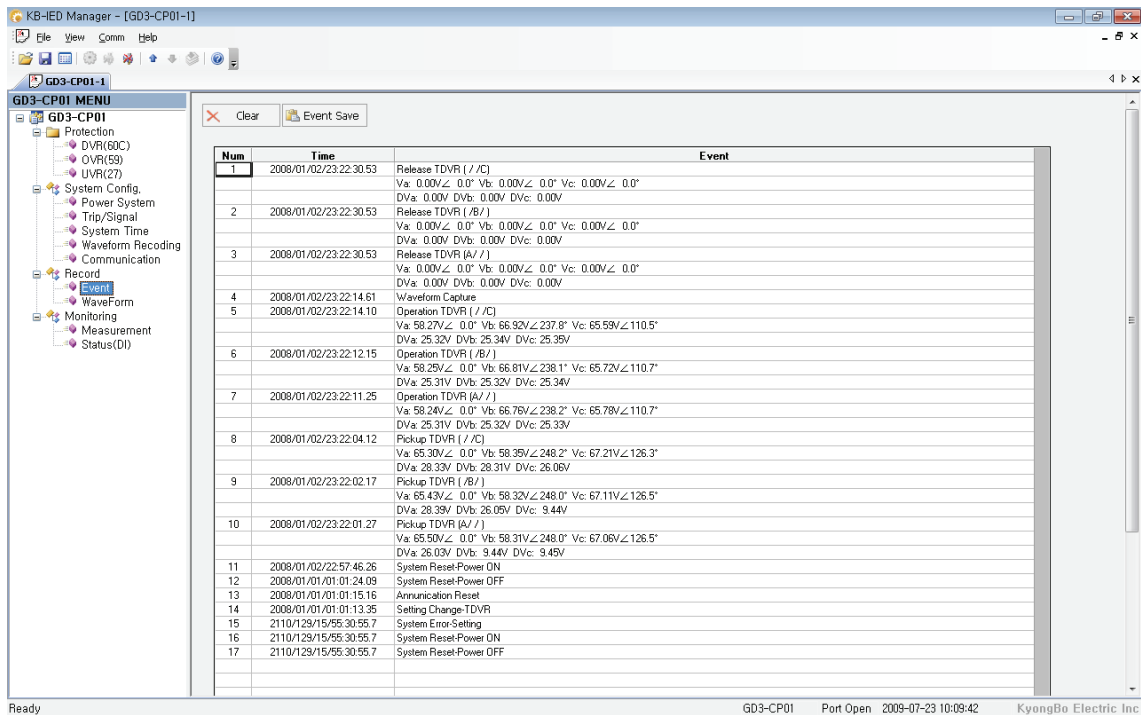 KB-IED Manager - [GD3-CP01-1]
File View Comm Help
GD3-CP01-1
GD3-CP01 MENU
GD3-CP01
Protection
DVR(60C)
OVR(59)
UVR(27)
System Config.
Power System
Trip/Signal
System Time
Waveform Recoding
Communication
Record
Event
WaveForm
Monitoring
Measurement
Status(DI)
Clear Event Save
Num Time Event
1 2008/01/02/23:22:30.53 Release TDVR ( / /C)
Va: 0.00V∠ 0.0° Vb: 0.00V∠ 0.0° Vc: 0.00V∠ 0.0°
DVa: 0.00V DVb: 0.00V DVc: 0.00V
2 2008/01/02/23:22:30.53 Release TDVR ( /B/ )
Va: 0.00V∠ 0.0° Vb: 0.00V∠ 0.0° Vc: 0.00V∠ 0.0°
DVa: 0.00V DVb: 0.00V DVc: 0.00V
3 2008/01/02/23:22:30.53 Release TDVR (A/ / )
Va: 0.00V∠ 0.0° Vb: 0.00V∠ 0.0° Vc: 0.00V∠ 0.0°
DVa: 0.00V DVb: 0.00V DVc: 0.00V
4 2008/01/02/23:22:14.61 Waveform Capture
5 2008/01/02/23:22:14.10 Operation TDVR ( / /C)
Va: 58.27V∠ 0.0° Vb: 66.92V∠237.8° Vc: 65.59V∠110.5°
DVa: 25.32V DVb: 25.34V DVc: 25.35V
6 2008/01/02/23:22:12.15 Operation TDVR ( /B/ )
Va: 58.25V∠ 0.0° Vb: 66.81V∠238.1° Vc: 65.72V∠110.7°
DVa: 25.31V DVb: 25.32V DVc: 25.34V
7 2008/01/02/23:22:11.25 Operation TDVR (A/ / )
Va: 58.24V∠ 0.0° Vb: 66.76V∠238.2° Vc: 65.78V∠110.7°
DVa: 25.31V DVb: 25.32V DVc: 25.33V
8 2008/01/02/23:22:04.12 Pickup TDVR ( / /C)
Va: 65.30V∠ 0.0° Vb: 58.35V∠248.2° Vc: 67.21V∠126.3°
DVa: 28.33V DVb: 28.31V DVc: 26.06V
9 2008/01/02/23:22:02.17 Pickup TDVR ( /B/ )
Va: 65.43V∠ 0.0° Vb: 58.32V∠248.0° Vc: 67.11V∠126.5°
DVa: 28.39V DVb: 26.05V DVc: 9.44V
10 2008/01/02/23:22:01.27 Pickup TDVR (A/ / )
Va: 65.50V∠ 0.0° Vb: 58.31V∠248.0° Vc: 67.06V∠126.5°
DVa: 26.03V DVb: 9.44V DVc: 9.45V
11 2008/01/02/22:57:46.26 System Reset-Power ON
12 2008/01/01/01:01:24.09 System Reset-Power OFF
13 2008/01/01/01:01:15.16 Annunication Reset
14 2008/01/01/01:01:13.35 Setting Change-TDVR
15 2110/129/15/55:30:55.7 System Error-Setting
16 2110/129/15/55:30:55.7 System Reset-Power ON
17 2110/129/15/55:30:55.7 System Reset-Power OFF
Ready GD3-CP01 Port Open 2009-07-23 10:09:42 KyongBo Electric Inc